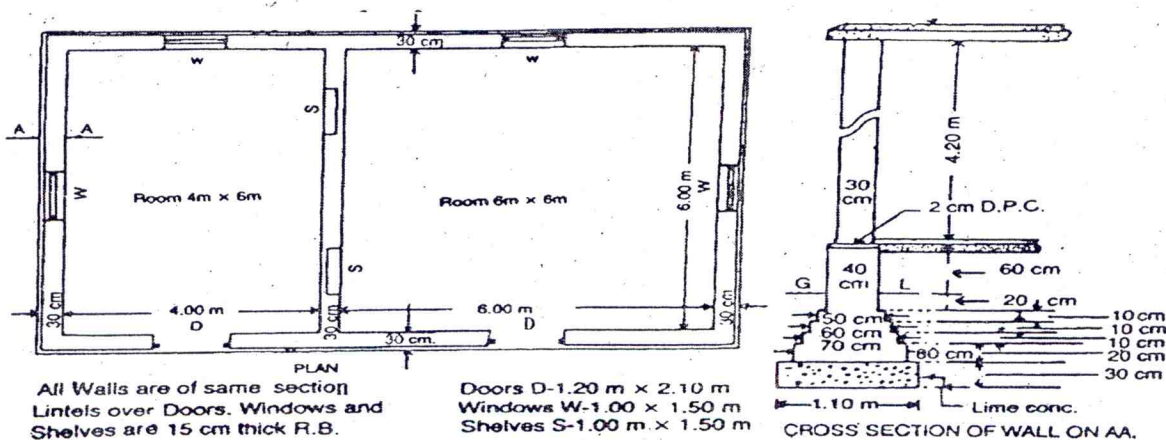 30 cm
W
W
S
A
A
W
Room 4m × 6m
Room 6m × 6m
6.00 m
W
S
30 cm
4.00 m
D
30 cm
6.00 m
D
30 cm.
30 cm
PLAN
All Walls are of same section
Lintels over Doors. Windows and
Shelves are 15 cm thick R.B.
Doors D-1.20 m × 2.10 m
Windows W-1.00 × 1.50 m
Shelves S-1.00 m × 1.50 m
4.20 m
30
cm
2 cm D.P.C.
40
cm
60 cm
G
L
20 cm
50 cm
60 cm
70 cm
80 cm
10 cm
10 cm
10 cm
20 cm
30 cm
1.10 m
Lime conc.
CROSS SECTION OF WALL ON AA.